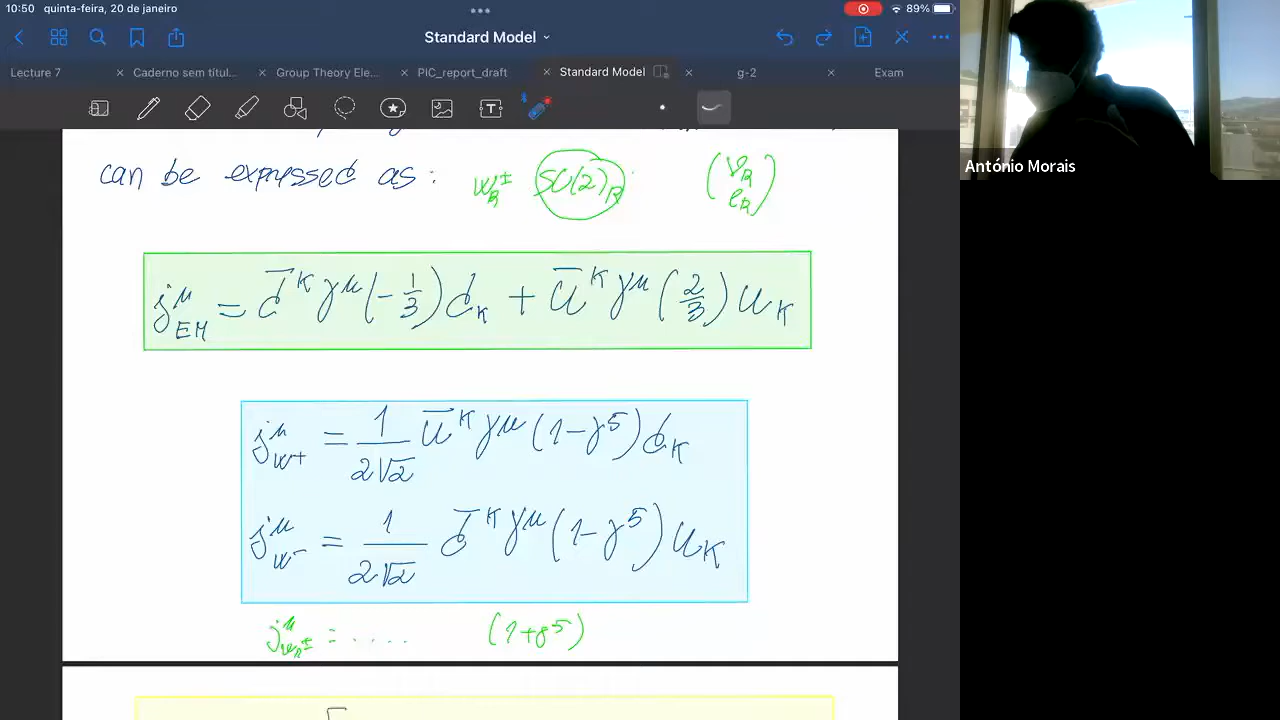 10:50 quinta-feira, 20 de janeiro
89%
Standard Model
Lecture 7 × Caderno sem títul... × Group Theory Ele... × PIC_report_draft × Standard Model × g-2 × Exam
António Morais
can be expressed as : W_R^± SU(2)_R (ν_R e_R)
j^μ_EM = d̄^k γ^μ (-1/3) d_k + ū^k γ^μ (2/3) u_k
j^μ_W+ = 1/2√2 ū^k γ^μ (1-γ^5) d_k
j^μ_W- = 1/2√2 d̄^k γ^μ (1-γ^5) u_k
j^μ_W_R^± = .... (1+γ^5)